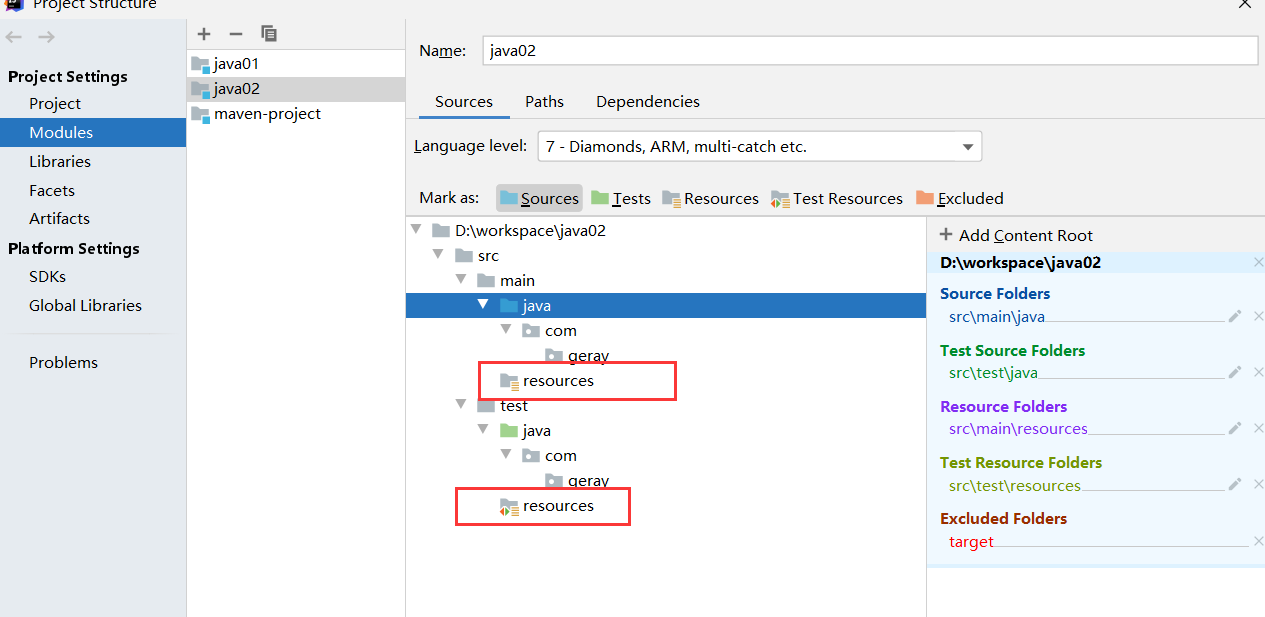 Project Structure
Project Settings
Project
Modules
Libraries
Facets
Artifacts
Platform Settings
SDKs
Global Libraries
Problems
java01
java02
maven-project
Name: java02
Sources Paths Dependencies
Language level: 7 - Diamonds, ARM, multi-catch etc.
Mark as: Sources Tests Resources Test Resources Excluded
D:\workspace\java02
src
main
java
com
geray
resources
test
java
com
geray
resources
Add Content Root
D:\workspace\java02
Source Folders
src\main\java
Test Source Folders
src\test\java
Resource Folders
src\main\resources
Test Resource Folders
src\test\resources
Excluded Folders
target